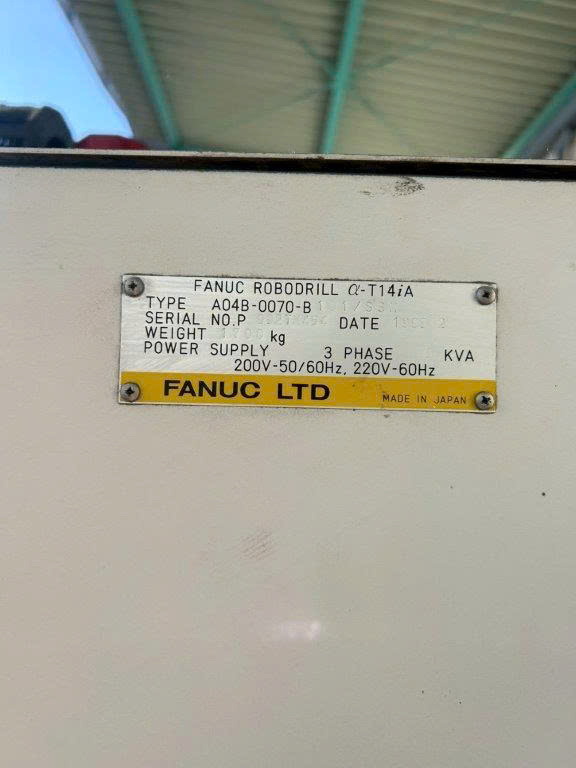 FANUC ROBODRILL α-T14iA
TYPE A04B-0070-B
SERIAL NO.P DATE
WEIGHT kg
POWER SUPPLY 3 PHASE KVA
200V-50/60Hz, 220V-60Hz
FANUC LTD MADE IN JAPAN